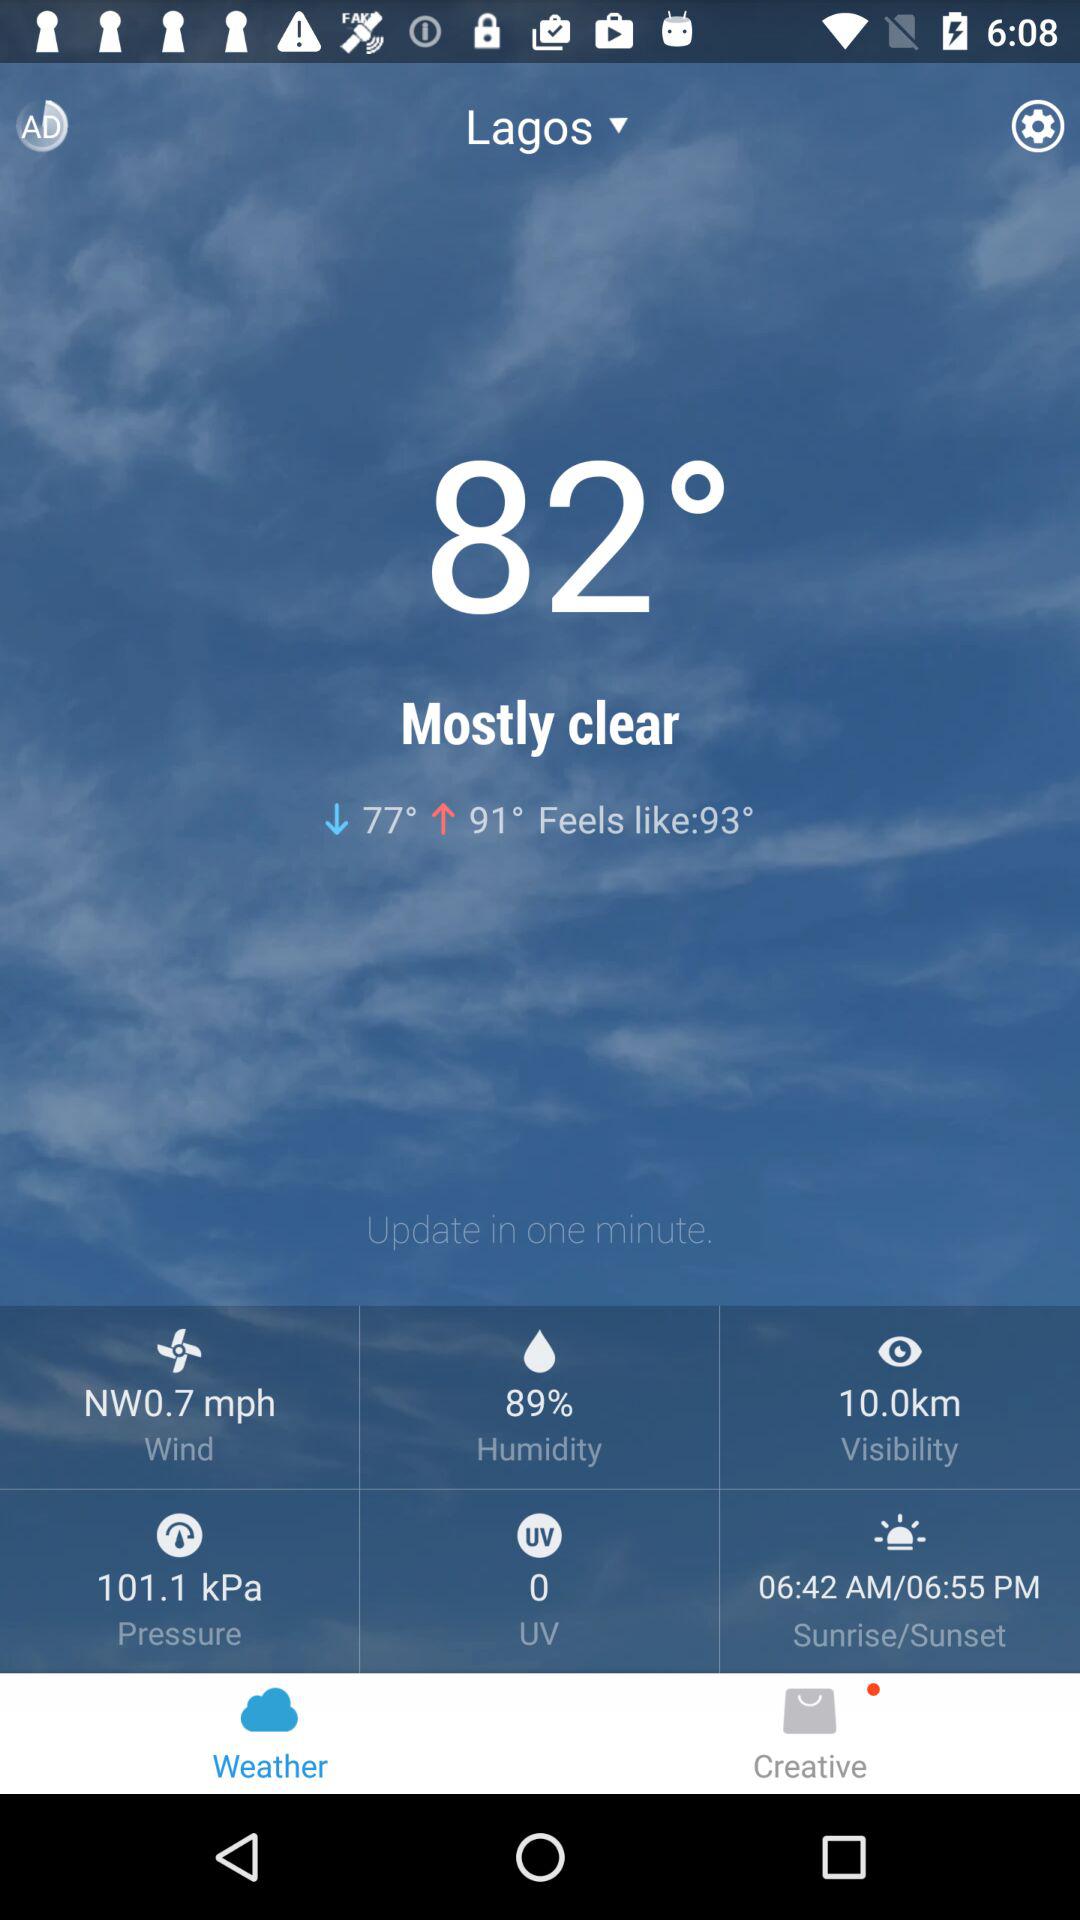 FAKE 6:08
AD Lagos
82°
Mostly clear
77° 91° Feels like:93°
Update in one minute.
NW0.7 mph 89% 10.0km
Wind Humidity Visibility
UV
101.1 kPa 0 06:42 AM/06:55 PM
Pressure UV Sunrise/Sunset
Weather Creative